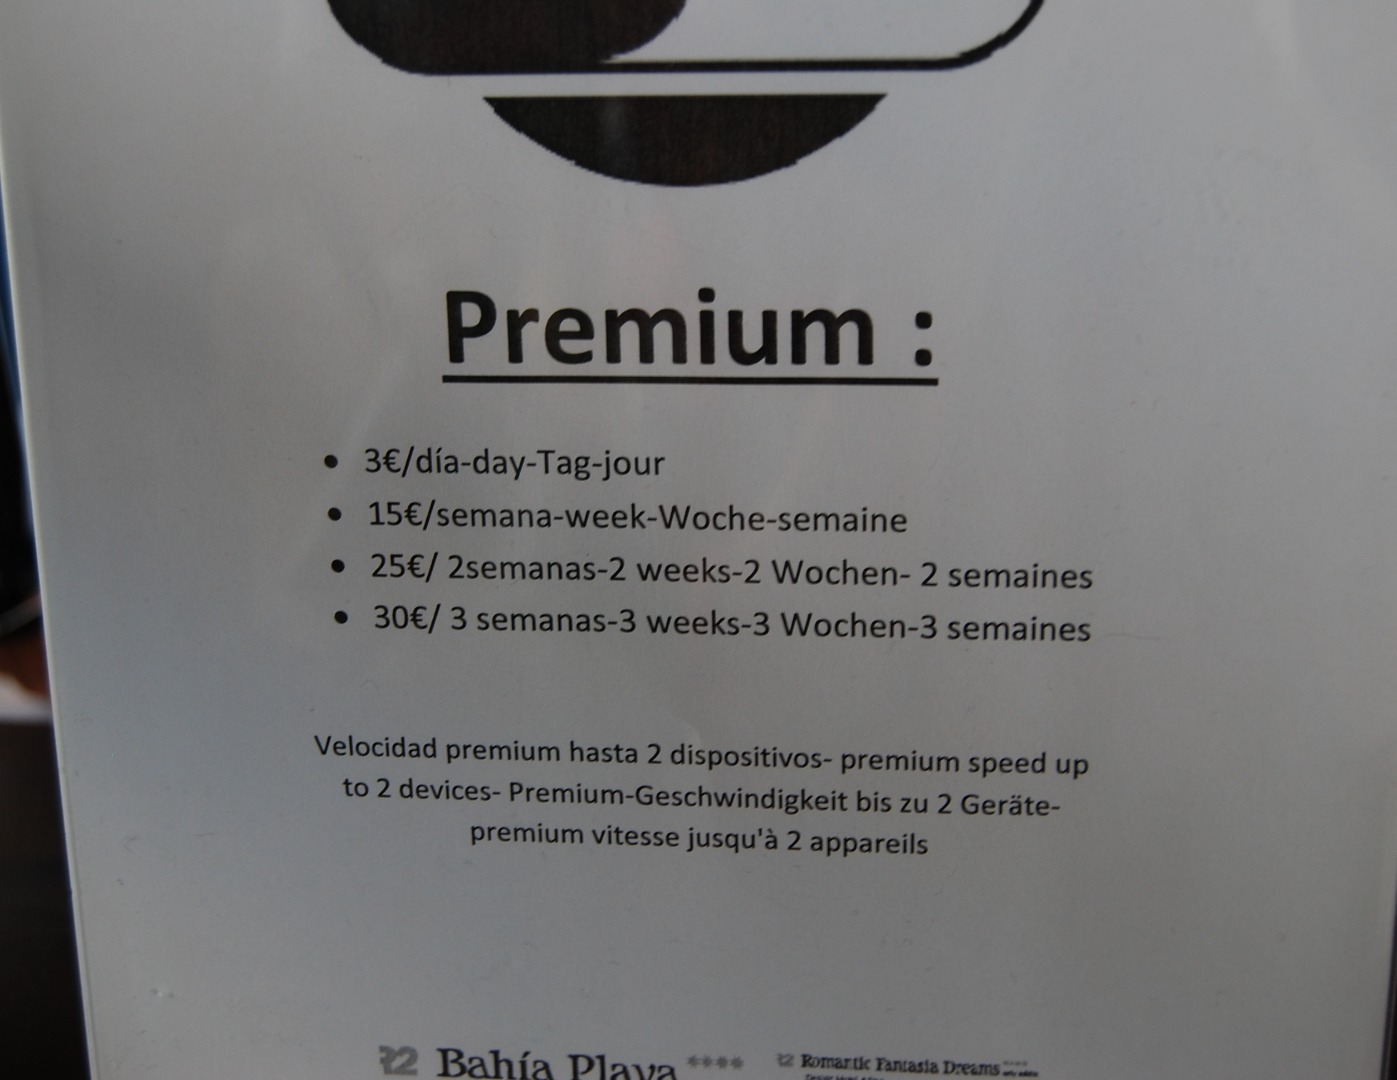 Premium :
• 3€/día-day-Tag-jour
• 15€/semana-week-Woche-semaine
• 25€/ 2semanas-2 weeks-2 Wochen- 2 semaines
• 30€/ 3 semanas-3 weeks-3 Wochen-3 semaines
Velocidad premium hasta 2 dispositivos- premium speed up
to 2 devices- Premium-Geschwindigkeit bis zu 2 Geräte-
premium vitesse jusqu'à 2 appareils
R2 Bahía Playa **** R2 Romantic Fantasia Dreams